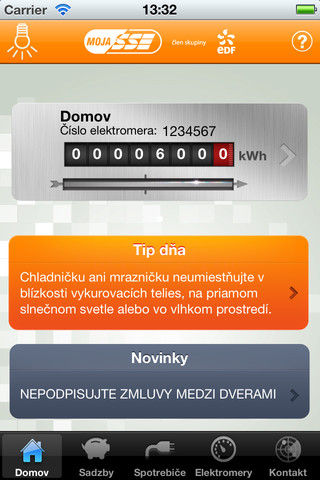 Carrier 13:32
MOJA SSE člen skupiny eDF ?
Domov
Číslo elektromera: 1234567
0 0 0 0 6 0 0 0 kWh
Tip dňa
Chladničku ani mrazničku neumiestňujte v
blízkosti vykurovacích telies, na priamom
slnečnom svetle alebo vo vlhkom prostredí.
Novinky
NEPODPISUJTE ZMLUVY MEDZI DVERAMI
Domov Sadzby Spotrebiče Elektromery Kontakt